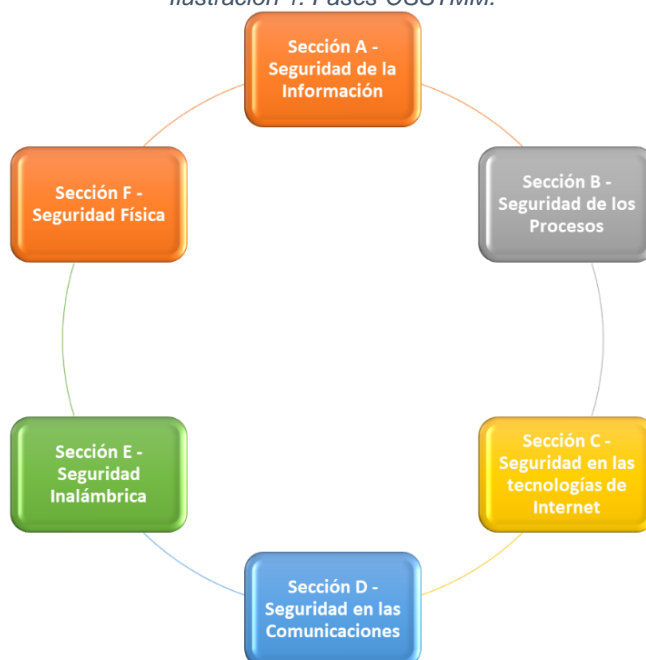 Ilustración 1. Fases OSSTMM.
Sección A -
Seguridad de la
Información
Sección B -
Seguridad de los
Procesos
Sección C -
Seguridad en las
tecnologías de
Internet
Sección D -
Seguridad en las
Comunicaciones
Sección E -
Seguridad
Inalámbrica
Sección F -
Seguridad Física